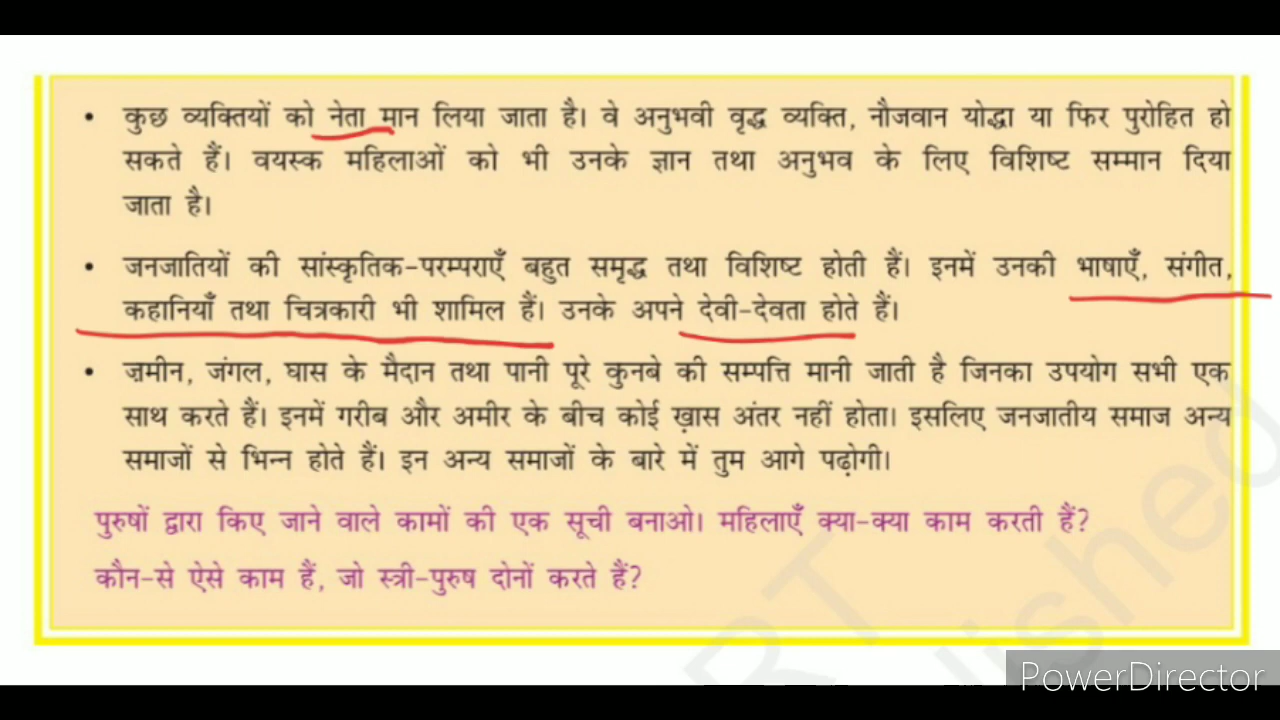 • कुछ व्यक्तियों को नेता मान लिया जाता है। वे अनुभवी वृद्ध व्यक्ति, नौजवान योद्धा या फिर पुरोहित हो
सकते हैं। वयस्क महिलाओं को भी उनके ज्ञान तथा अनुभव के लिए विशिष्ट सम्मान दिया
जाता है।
• जनजातियों की सांस्कृतिक-परम्पराएँ बहुत समृद्ध तथा विशिष्ट होती हैं। इनमें उनकी भाषाएँ, संगीत,
कहानियाँ तथा चित्रकारी भी शामिल हैं। उनके अपने देवी-देवता होते हैं।
• ज़मीन, जंगल, घास के मैदान तथा पानी पूरे कुनबे की सम्पत्ति मानी जाती है जिनका उपयोग सभी एक
साथ करते हैं। इनमें गरीब और अमीर के बीच कोई ख़ास अंतर नहीं होता। इसलिए जनजातीय समाज अन्य
समाजों से भिन्न होते हैं। इन अन्य समाजों के बारे में तुम आगे पढ़ोगी।
पुरुषों द्वारा किए जाने वाले कामों की एक सूची बनाओ। महिलाएँ क्या-क्या काम करती हैं?
कौन-से ऐसे काम हैं, जो स्त्री-पुरुष दोनों करते हैं?
RT
lished
PowerDirector